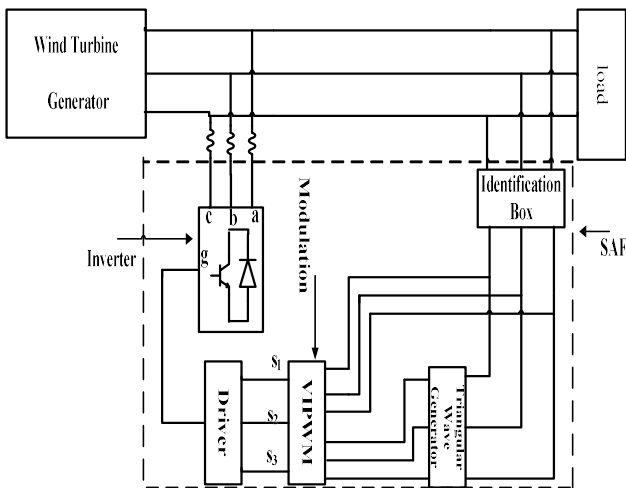 Wind Turbine
Generator
load
Identification
Box
SAF
Modulation
c b a
g
Inverter
S1
S2
S3
Driver
VIPWM
Triangular
Wave
Generator